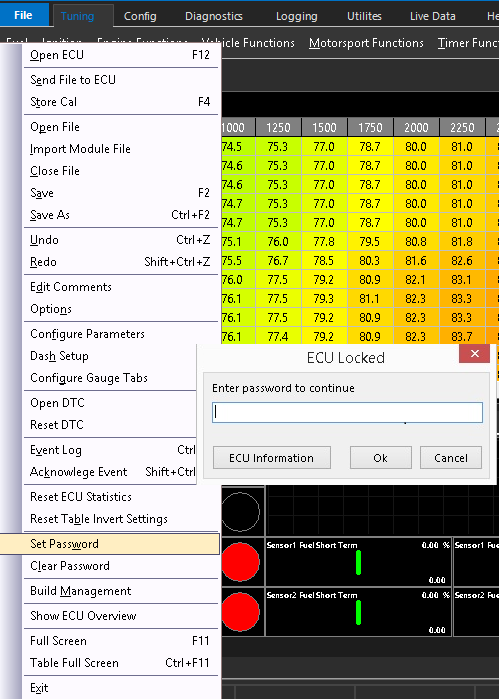 File Tuning Config Diagnostics Logging Utilites Live Data
Vehicle Functions Motorsport Functions Timer
Open ECU F12
Send File to ECU
Store Cal F4
Open File
Import Module File
Close File
Save F2
Save As Ctrl+F2
Undo Ctrl+Z
Redo Shift+Ctrl+Z
Edit Comments
Options
Configure Parameters
Dash Setup
Configure Gauge Tabs
Open DTC
Reset DTC
Event Log Ctrl
Acknowlege Event Shift+Ctrl
Reset ECU Statistics
Reset Table Invert Settings
Set Password
Clear Password
Build Management
Show ECU Overview
Full Screen F11
Table Full Screen Ctrl+F11
Exit
1000 1250 1500 1750 2000 2250
74.5 75.3 77.0 78.7 80.0 81.0
74.6 75.3 77.0 78.7 80.0 81.0
74.6 75.3 77.0 78.7 80.0 81.0
74.7 75.3 77.0 78.7 80.0 81.0
74.7 75.3 77.0 78.7 80.0 81.0
75.1 76.0 77.8 79.5 80.8 81.8
75.5 76.7 78.5 80.3 81.6 82.6
76.0 77.5 79.2 80.9 82.1 83.1
76.1 77.5 79.3 81.1 82.3 83.3
76.1 77.5 79.2 80.9 82.3 83.3
76.1 77.4 79.2 80.9 82.3 83.7
ECU Locked
Enter password to continue
ECU Information Ok Cancel
Sensor1 Fuel Short Term 0.00 % Sensor1
0.00
Sensor2 Fuel Short Term 0.00 % Sensor2
0.00